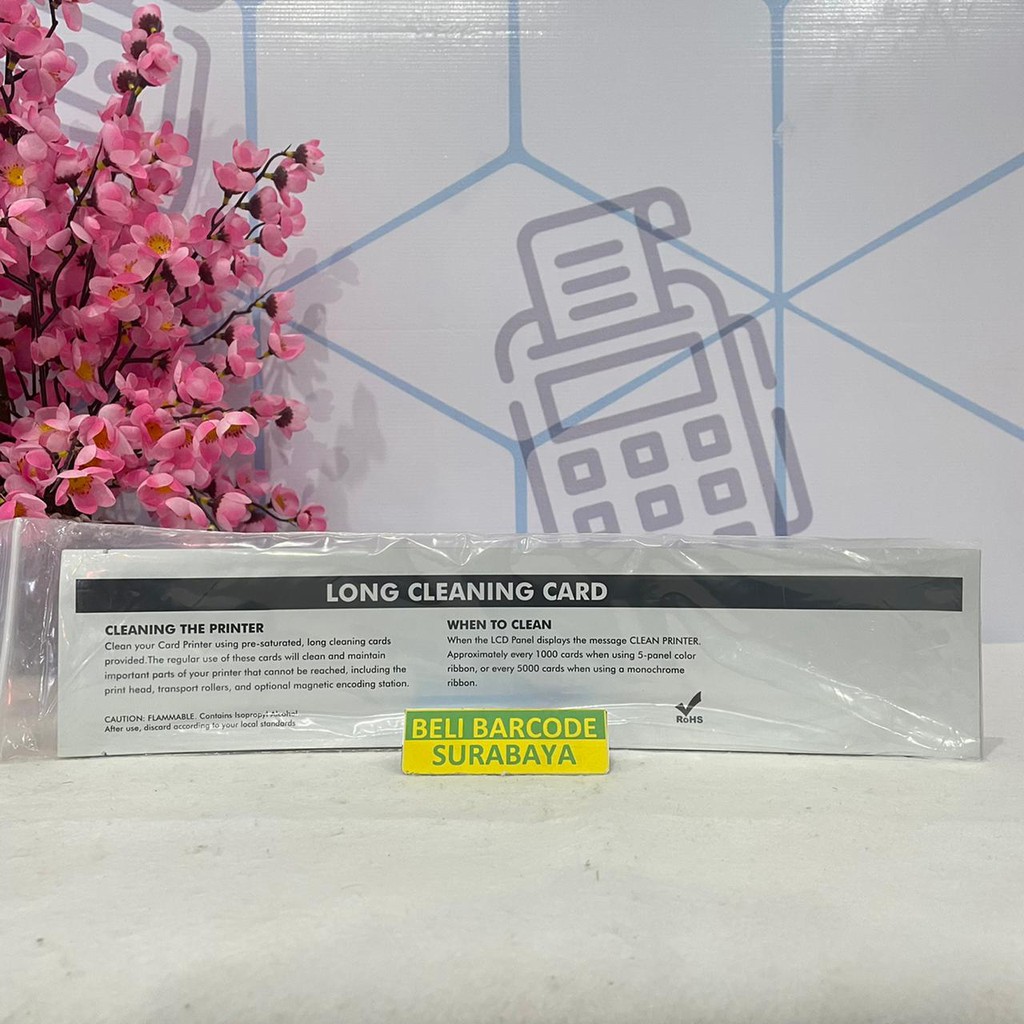 LONG CLEANING CARD
CLEANING THE PRINTER
Clean your Card Printer using pre-saturated, long cleaning cards
provided.The regular use of these cards will clean and maintain
important parts of your printer that cannot be reached, including the
print head, transport rollers, and optional magnetic encoding station.
CAUTION: FLAMMABLE. Contains Isopropyl Alcohol
After use, discard according to your local standards
WHEN TO CLEAN
When the LCD Panel displays the message CLEAN PRINTER.
Approximately every 1000 cards when using 5-panel color
ribbon, or every 5000 cards when using a monochrome
ribbon.
RoHS
BELI BARCODE
SURABAYA